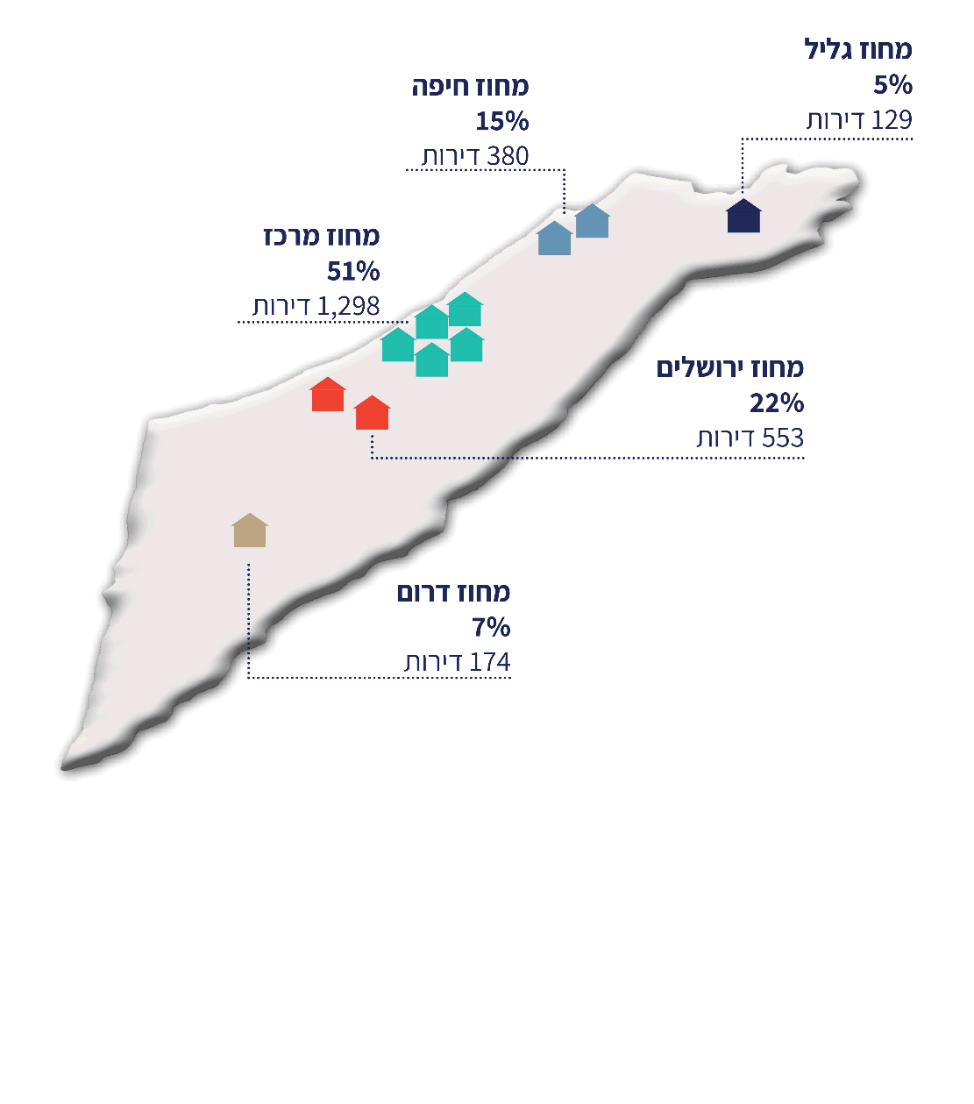 מחוז גליל
5%
129 דירות
מחוז חיפה
15%
380 דירות
מחוז מרכז
51%
1,298 דירות
מחוז ירושלים
22%
553 דירות
מחוז דרום
7%
174 דירות